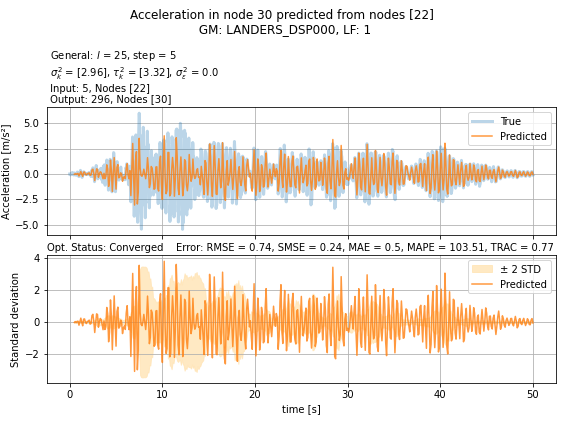 Acceleration in node 30 predicted from nodes [22]
GM: LANDERS_DSP000, LF: 1
General: l = 25, step = 5
σ²ₖ = [2.96], τ²ₖ = [3.32], σ²ε = 0.0
Input: 5, Nodes [22]
Output: 296, Nodes [30]
Acceleration [m/s²]
5.0
2.5
0.0
−2.5
−5.0
True
Predicted
Opt. Status: Converged Error: RMSE = 0.74, SMSE = 0.24, MAE = 0.5, MAPE = 103.51, TRAC = 0.77
Standard deviation
4
2
0
−2
± 2 STD
Predicted
0 10 20 30 40 50
time [s]